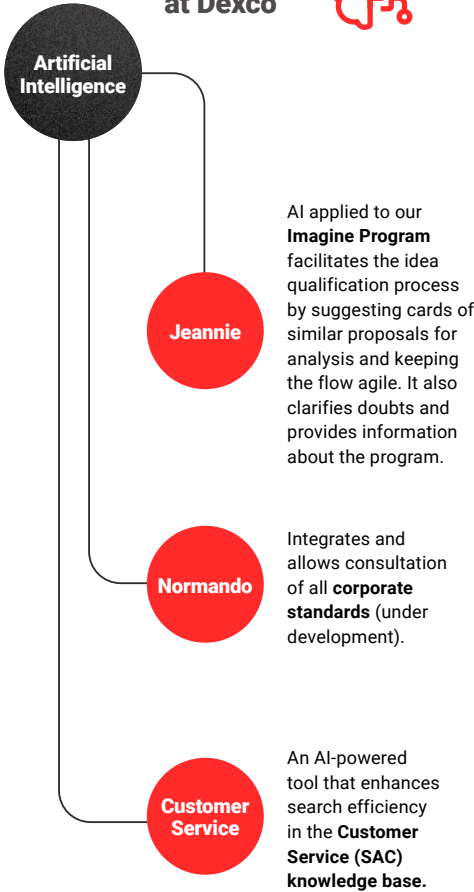 at Dexco
Artificial
Intelligence
AI applied to our
Imagine Program
facilitates the idea
qualification process
by suggesting cards of
similar proposals for
analysis and keeping
the flow agile. It also
clarifies doubts and
provides information
about the program.
Jeannie
Integrates and
allows consultation
of all corporate
standards (under
development).
Normando
An AI-powered
tool that enhances
search efficiency
in the Customer
Service (SAC)
knowledge base.
Customer
Service